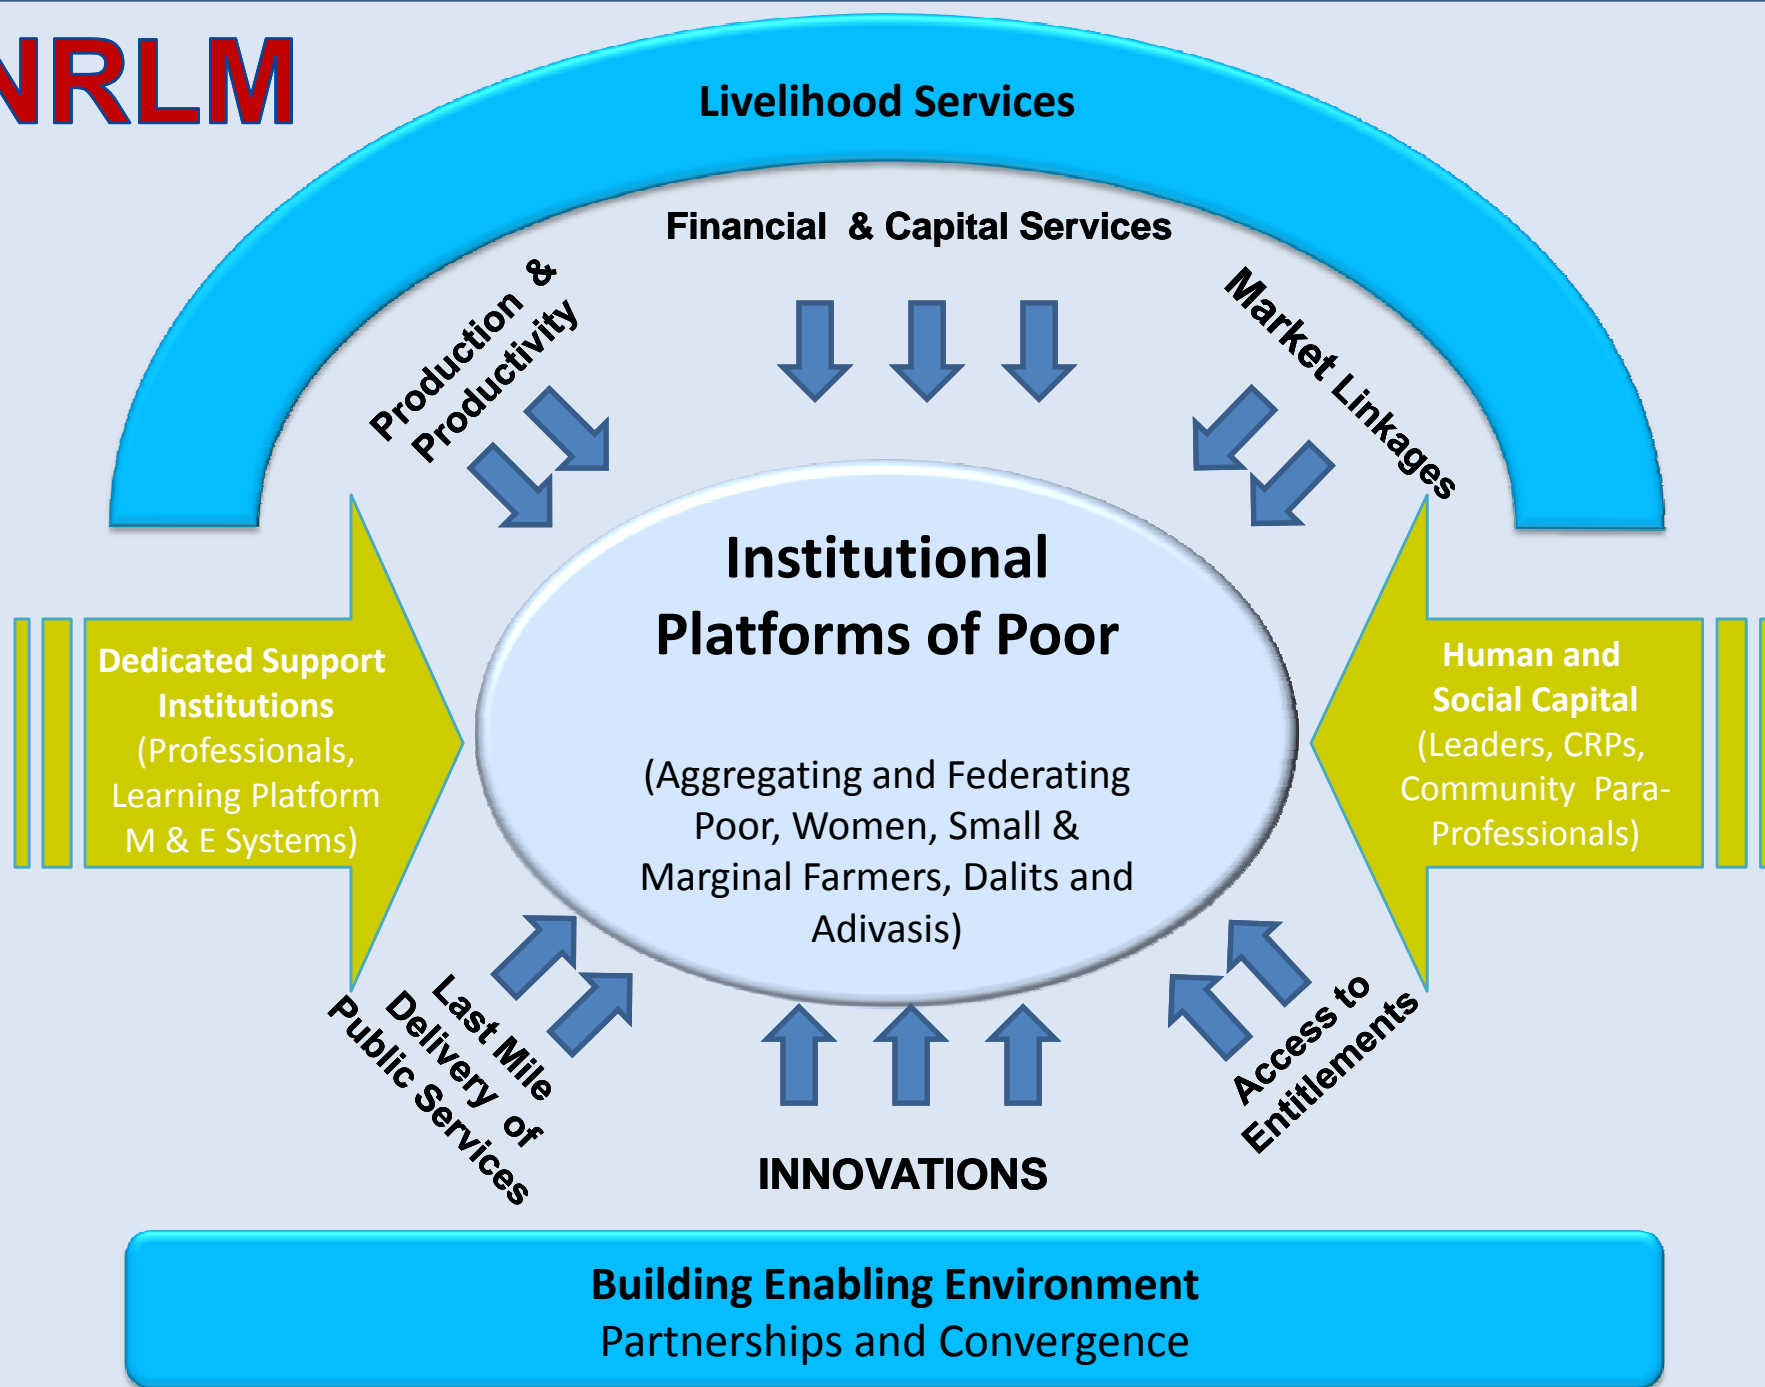 NRLM
Livelihood Services
Financial & Capital Services
Production &
Productivity
Market Linkages
Institutional
Platforms of Poor
(Aggregating and Federating
Poor, Women, Small &
Marginal Farmers, Dalits and
Adivasis)
Dedicated Support
Institutions
(Professionals,
Learning Platform
M & E Systems)
Human and
Social Capital
(Leaders, CRPs,
Community Para-
Professionals)
Last Mile
Delivery of
Public Services
INNOVATIONS
Access to
Entitlements
Building Enabling Environment
Partnerships and Convergence